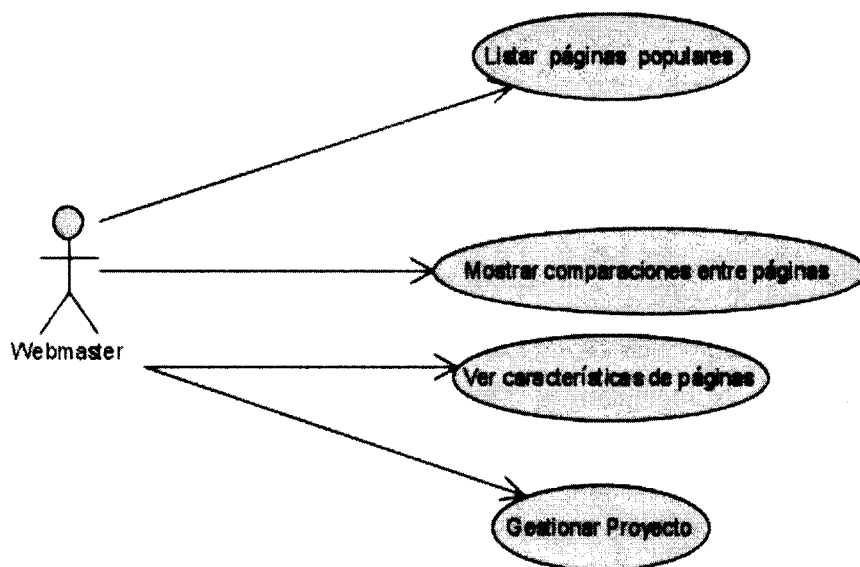 Listar páginas populares
Mostrar comparaciones entre páginas
Webmaster
Ver características de páginas
Gestionar Proyecto